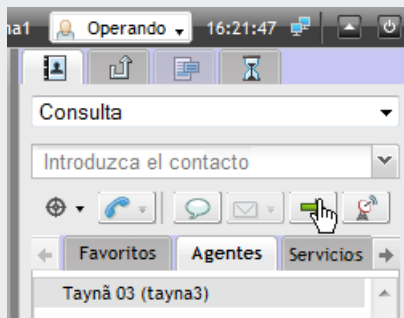 na1 Operando 16:21:47
Consulta
Introduzca el contacto
Favoritos Agentes Servicios
Taynã 03 (tayna3)